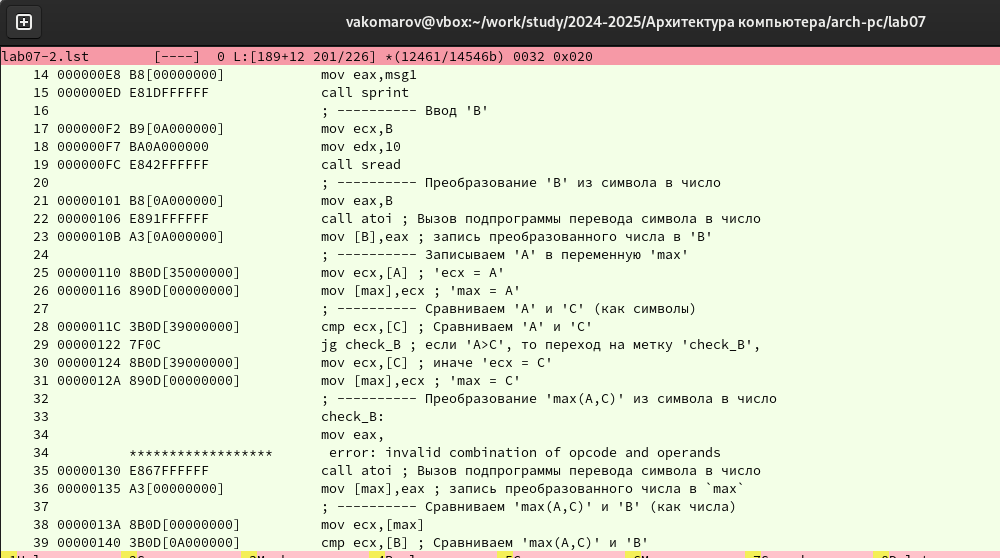 vakomarov@vbox:~/work/study/2024-2025/Архитектура компьютера/arch-pc/lab07
lab07-2.lst [----] 0 L:[189+12 201/226] *(12461/14546b) 0032 0x020
14 000000E8 B8[00000000] mov eax,msg1
15 000000ED E81DFFFFFF call sprint
16 ; ---------- Ввод 'B'
17 000000F2 B9[0A000000] mov ecx,B
18 000000F7 BA0A000000 mov edx,10
19 000000FC E842FFFFFF call sread
20 ; ---------- Преобразование 'B' из символа в число
21 00000101 B8[0A000000] mov eax,B
22 00000106 E891FFFFFF call atoi ; Вызов подпрограммы перевода символа в число
23 0000010B A3[0A000000] mov [B],eax ; запись преобразованного числа в 'B'
24 ; ---------- Записываем 'A' в переменную 'max'
25 00000110 8B0D[35000000] mov ecx,[A] ; 'ecx = A'
26 00000116 890D[00000000] mov [max],ecx ; 'max = A'
27 ; ---------- Сравниваем 'A' и 'C' (как символы)
28 0000011C 3B0D[39000000] cmp ecx,[C] ; Сравниваем 'A' и 'C'
29 00000122 7F0C jg check_B ; если 'A>C', то переход на метку 'check_B',
30 00000124 8B0D[39000000] mov ecx,[C] ; иначе 'ecx = C'
31 0000012A 890D[00000000] mov [max],ecx ; 'max = C'
32 ; ---------- Преобразование 'max(A,C)' из символа в число
33 check_B:
34 mov eax,
34 ****************** error: invalid combination of opcode and operands
35 00000130 E867FFFFFF call atoi ; Вызов подпрограммы перевода символа в число
36 00000135 A3[00000000] mov [max],eax ; запись преобразованного числа в `max`
37 ; ---------- Сравниваем 'max(A,C)' и 'B' (как числа)
38 0000013A 8B0D[00000000] mov ecx,[max]
39 00000140 3B0D[0A000000] cmp ecx,[B] ; Сравниваем 'max(A,C)' и 'B'